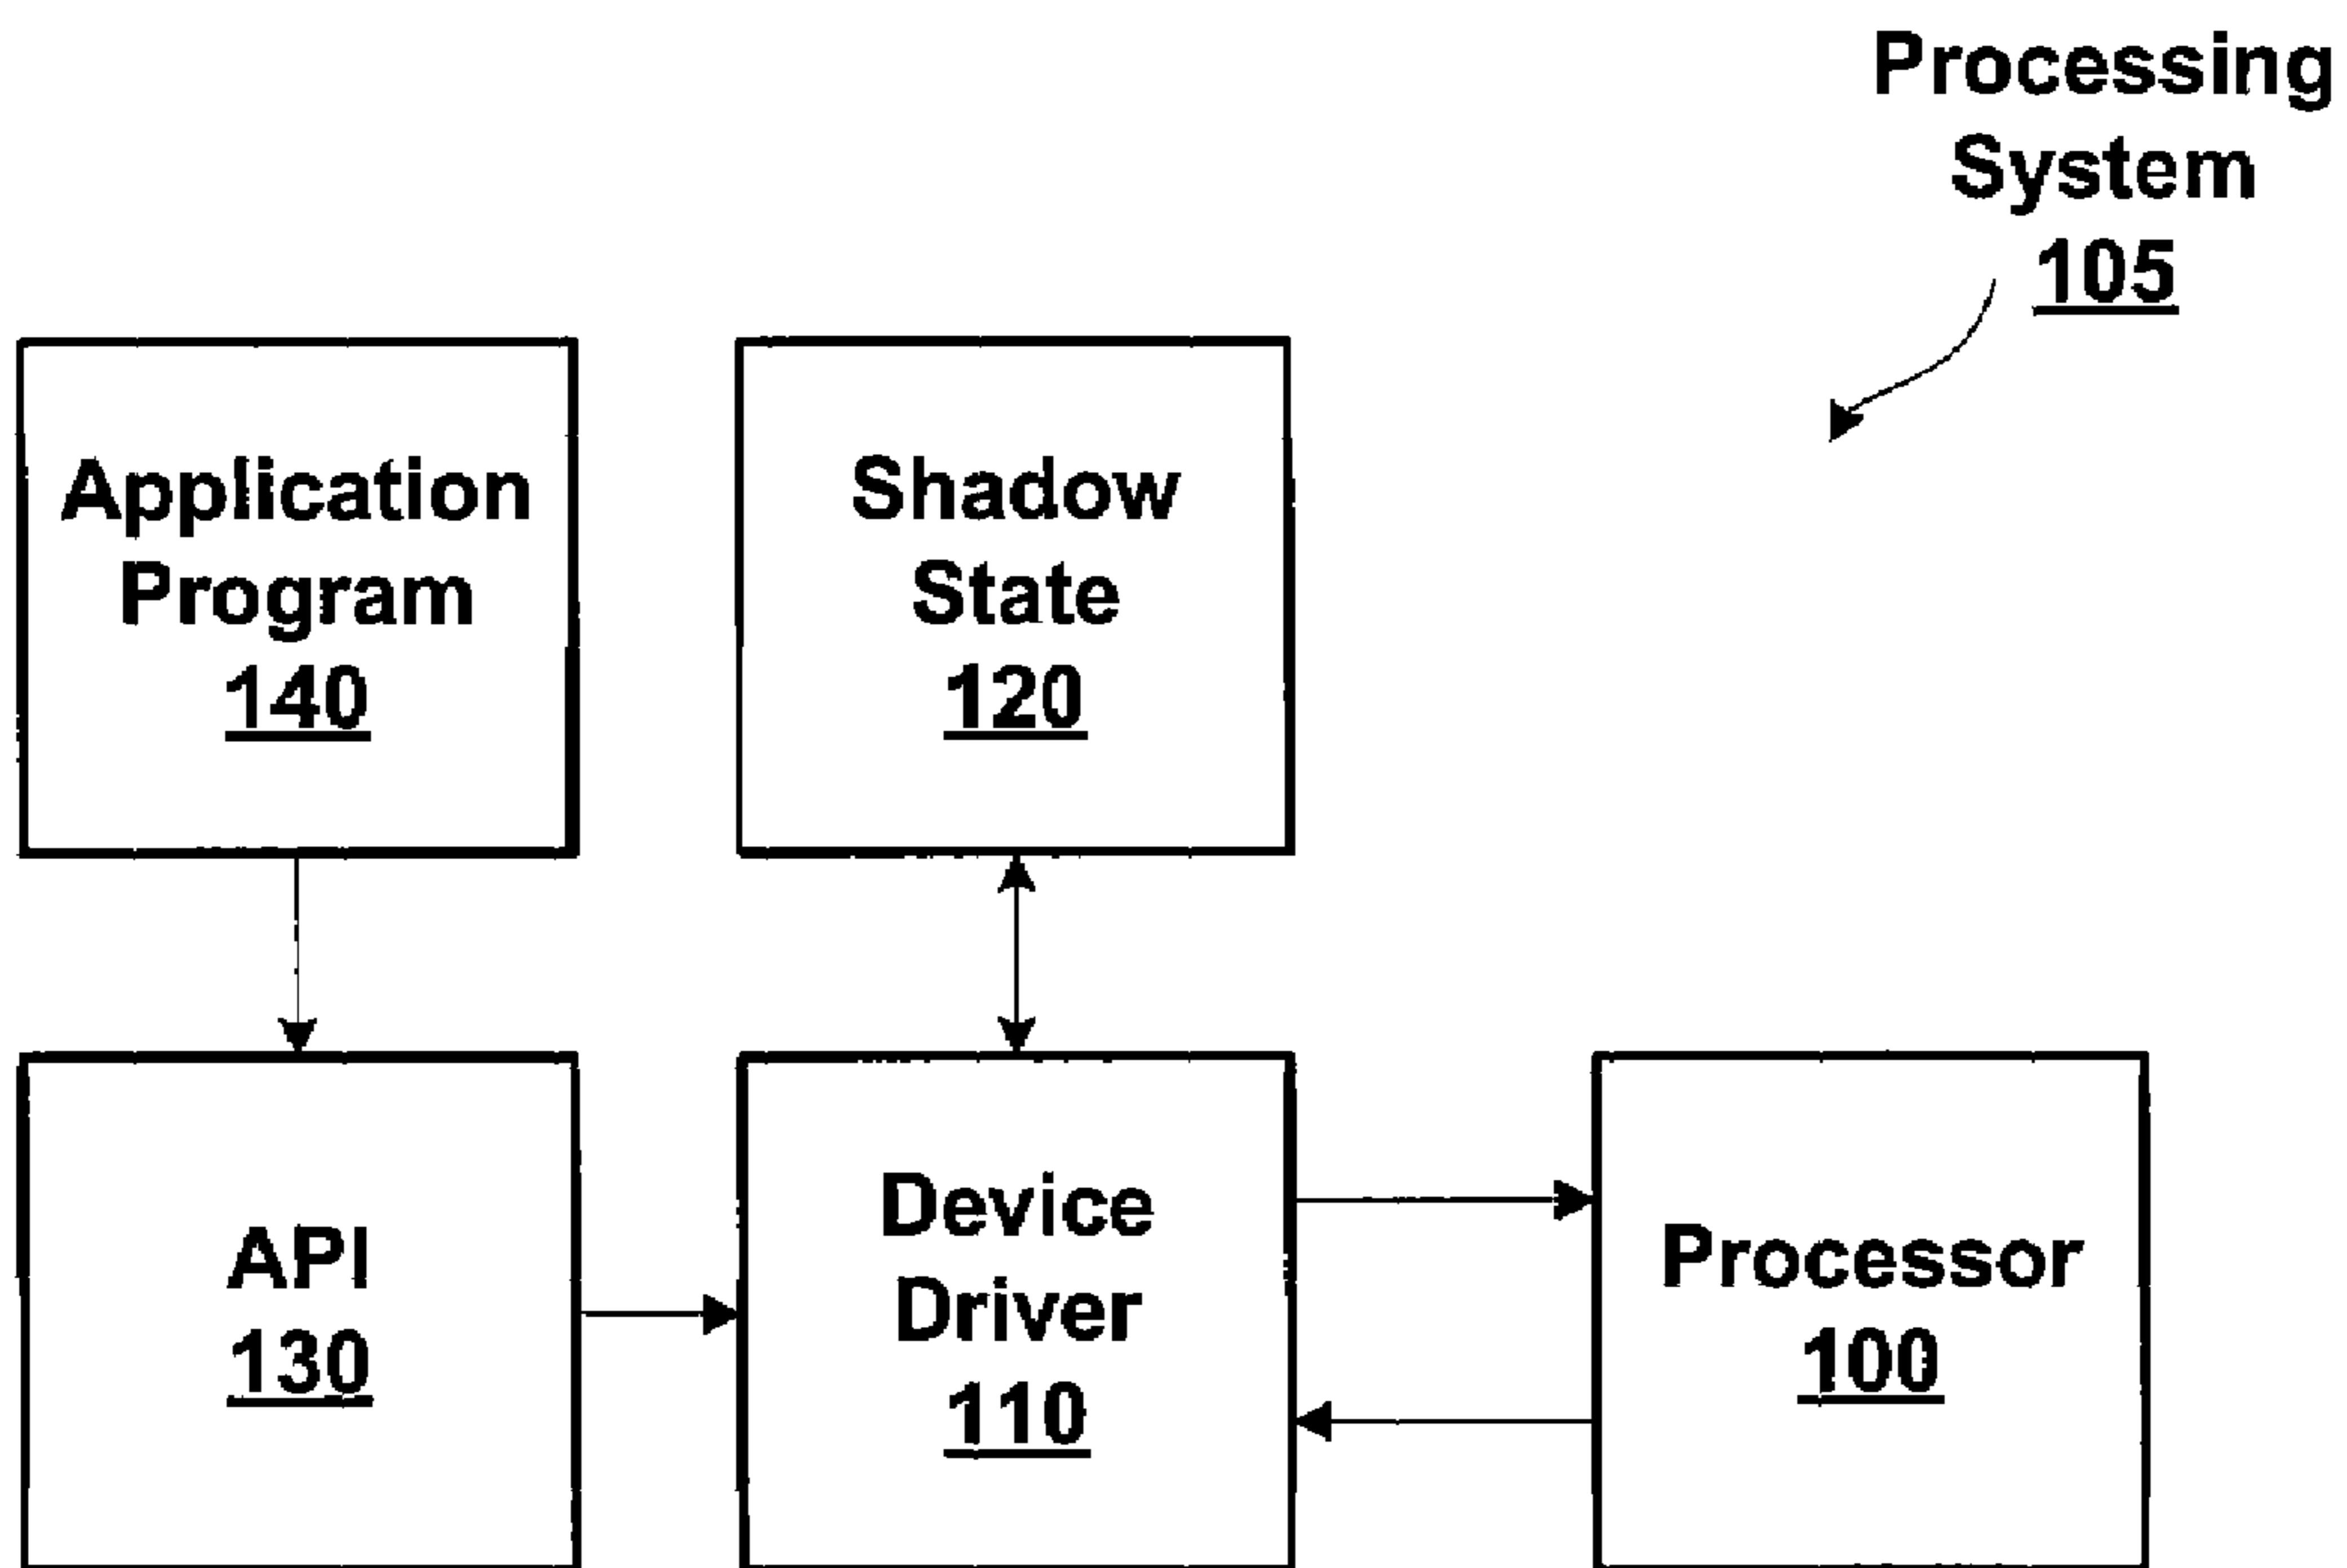 Processing
System
105
Application
Program
140
Shadow
State
120
API
130
Device
Driver
110
Processor
100